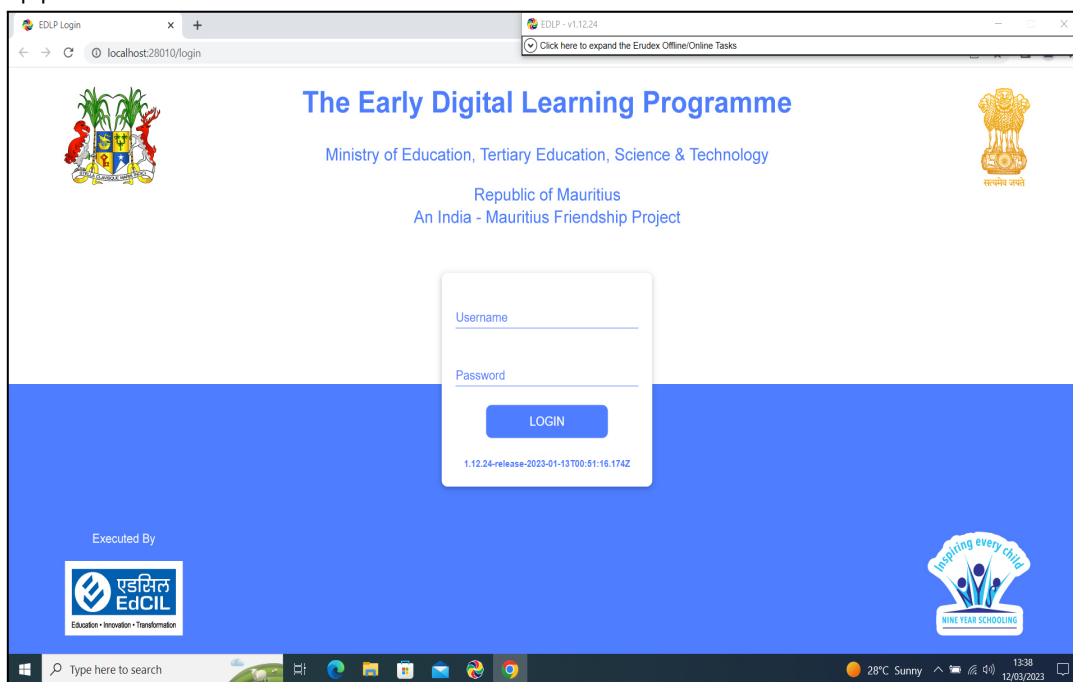 EDLP Login
EDLP - v1.12.24
Click here to expand the Erudex Offline/Online Tasks
localhost:28010/login
The Early Digital Learning Programme
Ministry of Education, Tertiary Education, Science & Technology
Republic of Mauritius
An India - Mauritius Friendship Project
सत्यमेव जयते
Username
Password
LOGIN
1.12.24-release-2023-01-13T00:51:16.174Z
Executed By
एडसिल
EdCIL
Education • Innovation • Transformation
Inspiring every child
NINE YEAR SCHOOLING
Type here to search
28°C Sunny
13:38
12/03/2023